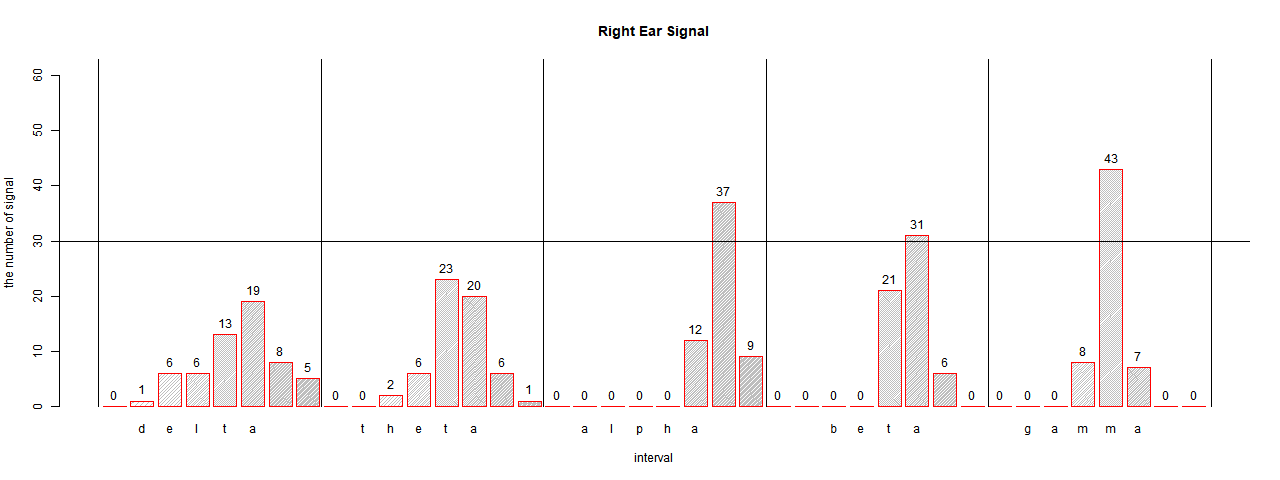 Right Ear Signal
the number of signal
60
50
40
30
20
10
0
0 1 6 6 13 19 8 5 0 0 2 6 23 20 6 1 0 0 0 0 0 12 37 9 0 0 0 0 21 31 6 0 0 0 0 8 43 7 0 0
d e l t a t h e t a a l p h a b e t a g a m m a
interval